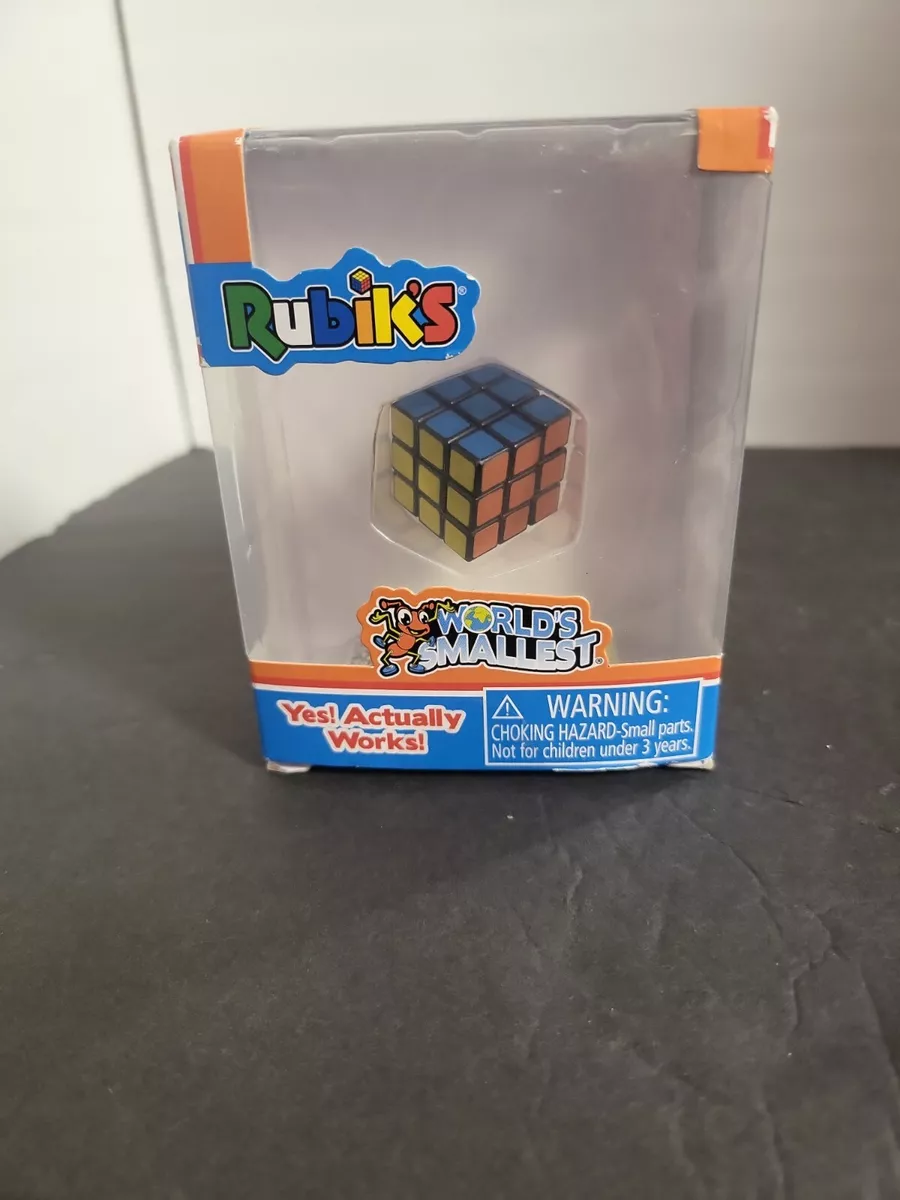 Rubik's®
WORLD'S
SMALLEST®
Yes! Actually
Works!
WARNING:
CHOKING HAZARD-Small parts.
Not for children under 3 years.